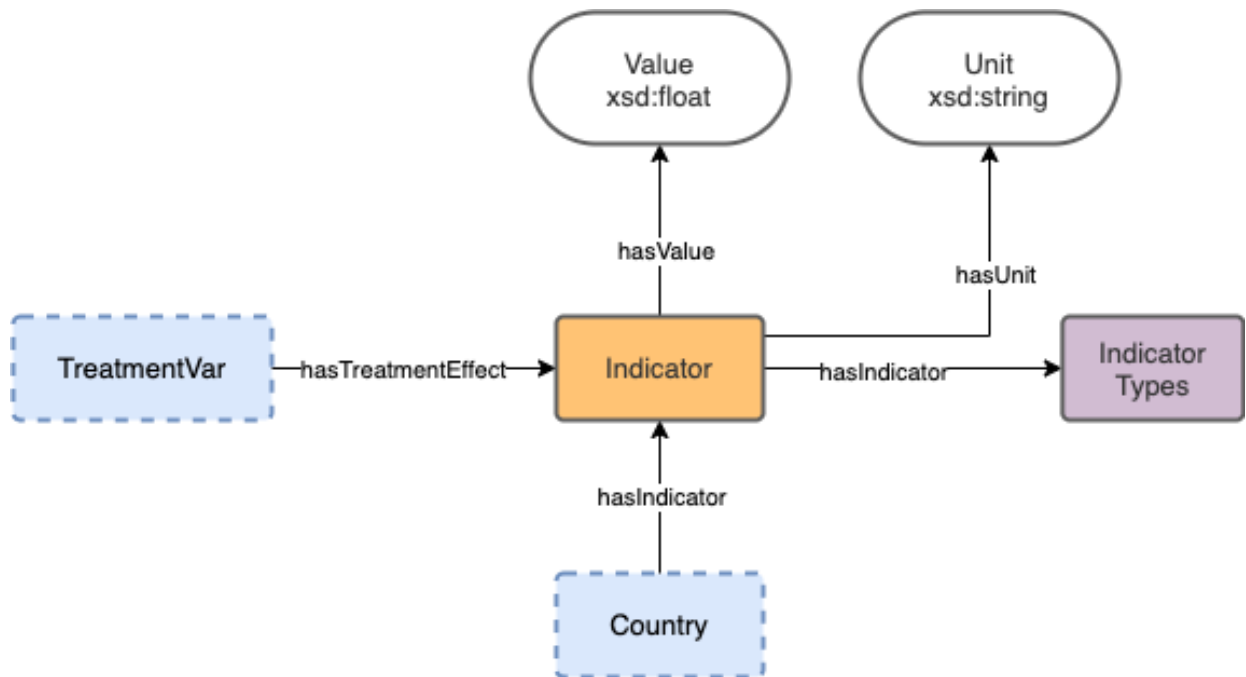 Value
xsd:float
Unit
xsd:string
hasValue
hasUnit
TreatmentVar
hasTreatmentEffect
Indicator
hasIndicator
Indicator
Types
hasIndicator
Country